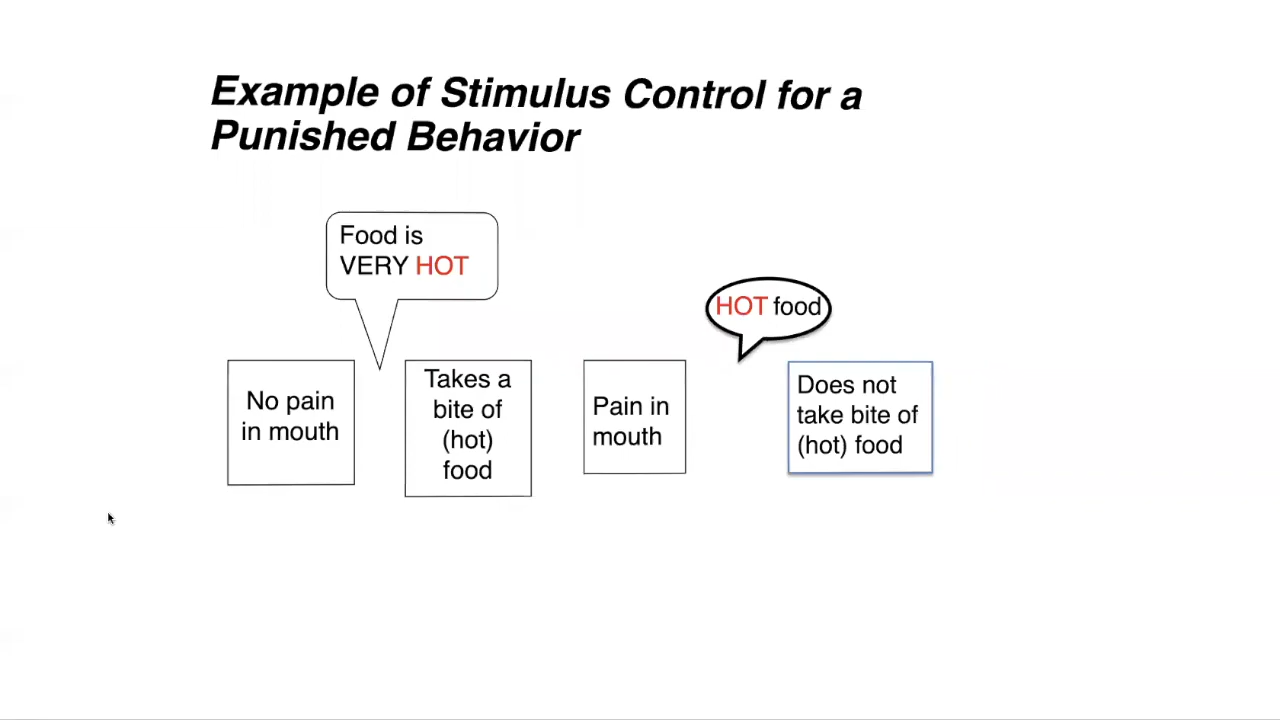 Example of Stimulus Control for a
Punished Behavior
Food is
VERY HOT
HOT food
No pain
in mouth
Takes a
bite of
(hot)
food
Pain in
mouth
Does not
take bite of
(hot) food